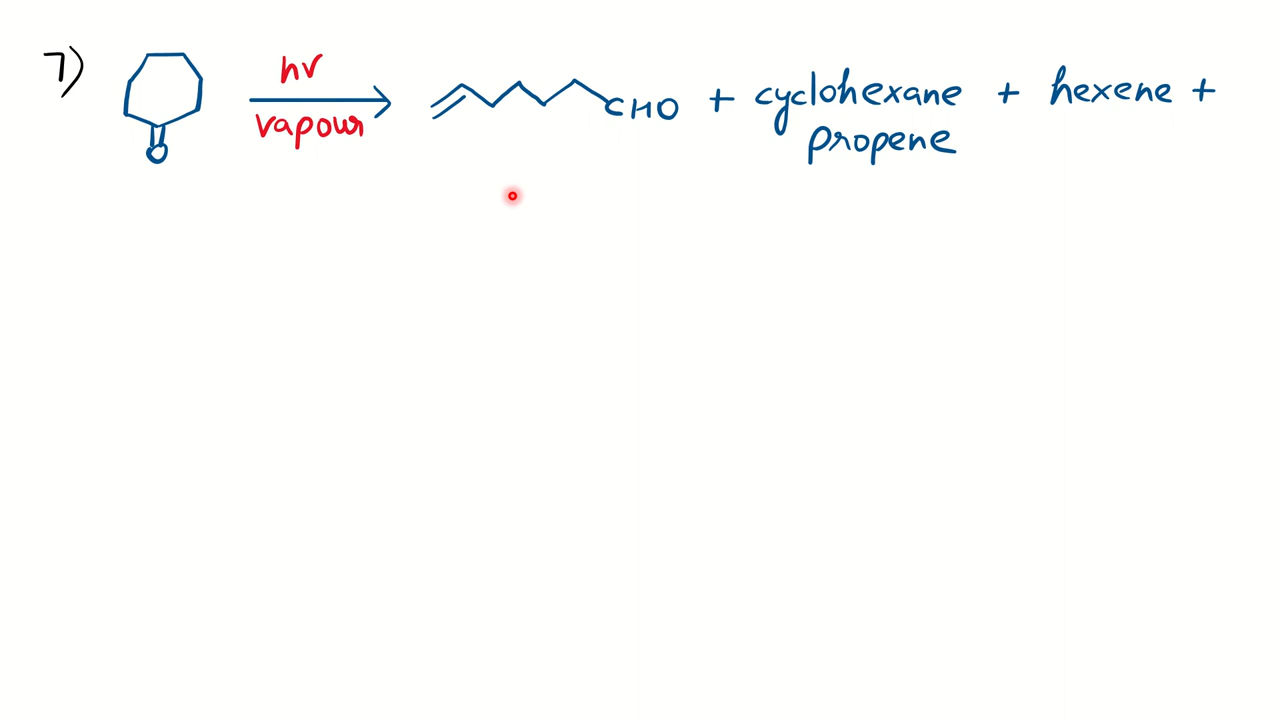 7)
O
hv
vapour
CHO + cyclohexane + hexene +
propene